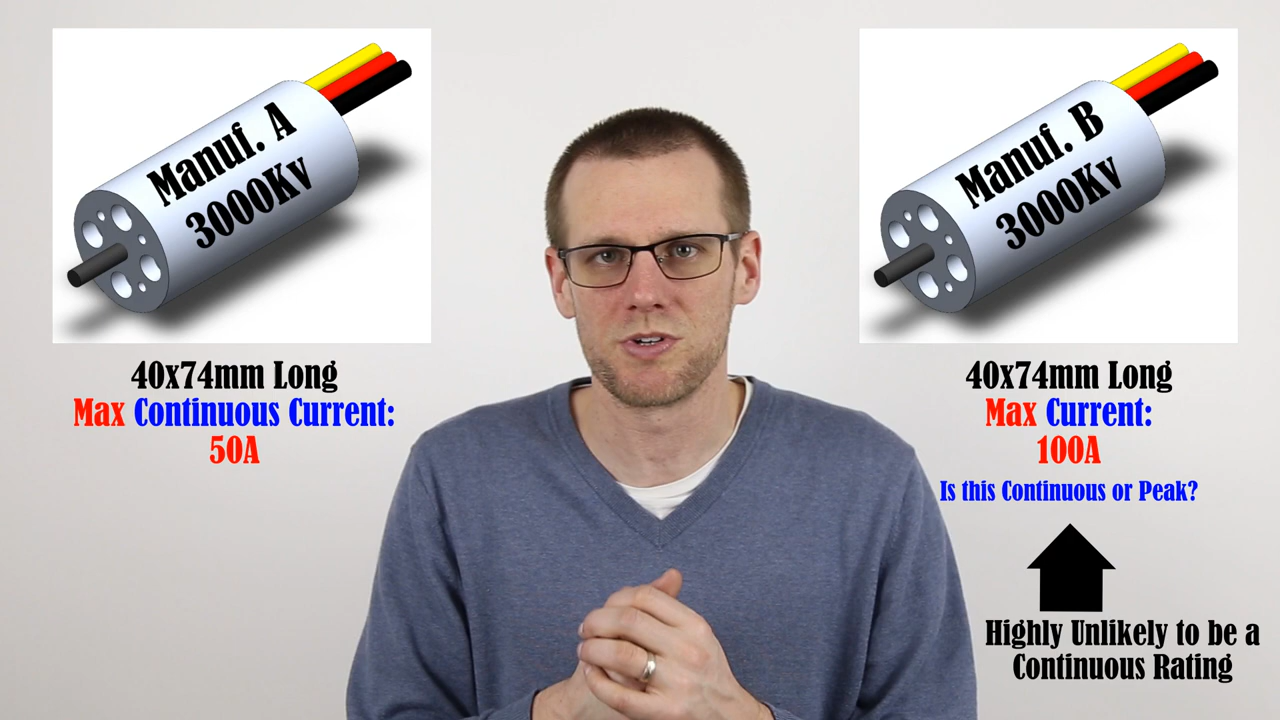 Manuf. A
3000Kv
40x74mm Long
Max Continuous Current:
50A
Manuf. B
3000Kv
40x74mm Long
Max Current:
100A
Is this Continuous or Peak?
Highly Unlikely to be a
Continuous Rating